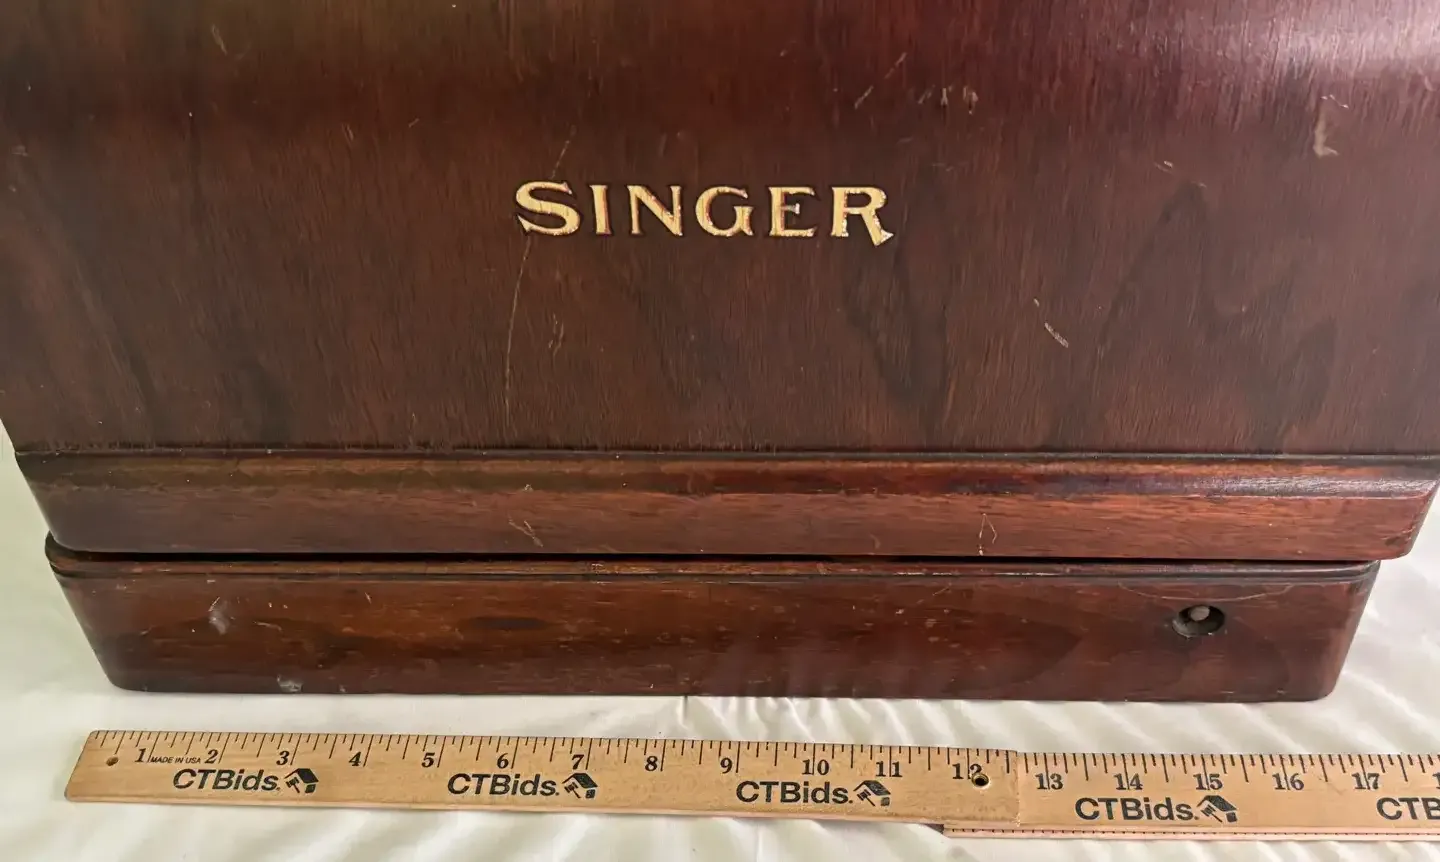 SINGER
1 MADE IN USA 2 3 4 5 6 7 8 9 10 11 12 13 14 15 16 17
CTBids. CTBids. CTBids. CTBids. CTB